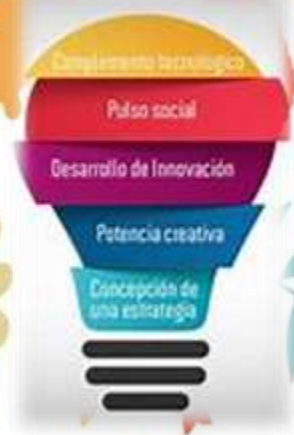 Complemento tecnológico
Pulso social
Desarrollo de Innovación
Potencia creativa
Concepción de
una estrategia